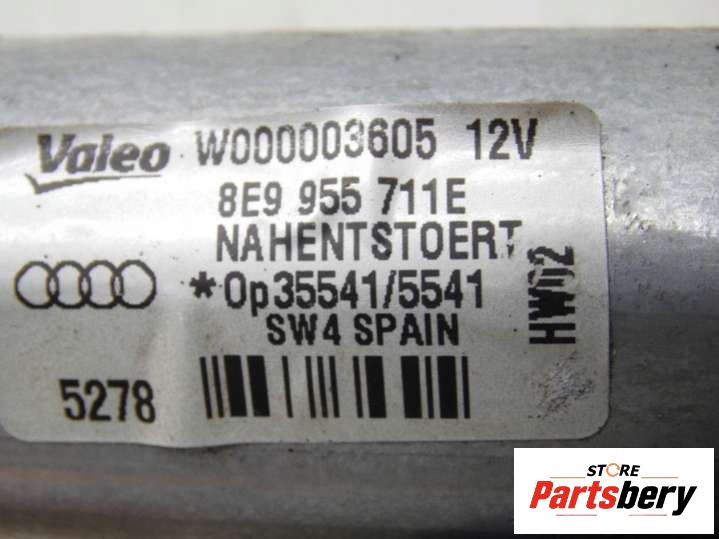 Valeo W000003605 12V
8E9 955 711E
NAHENTSTOERT
*0p35541/5541
SW4 SPAIN
HW02
5278
STORE
Partsbery